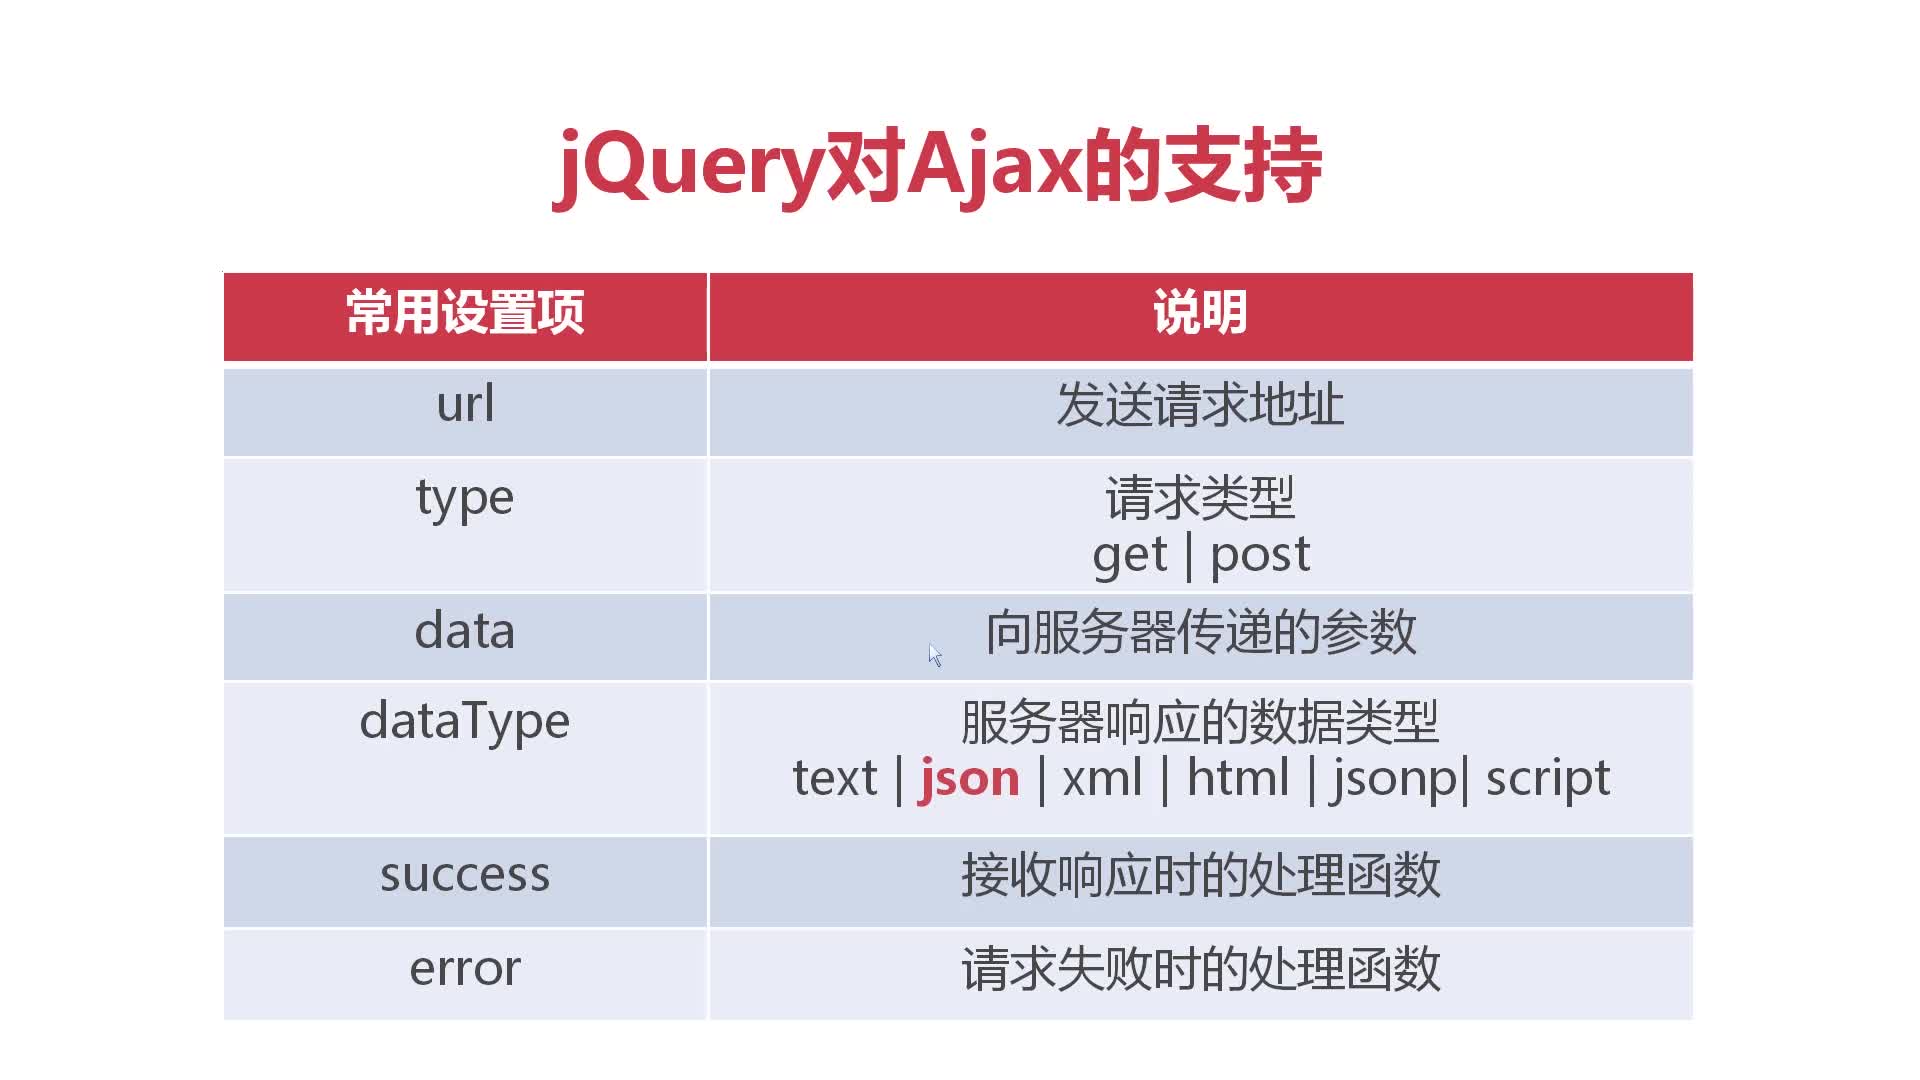 jQuery对Ajax的支持
常用设置项 说明
url 发送请求地址
type 请求类型
get | post
data 向服务器传递的参数
dataType 服务器响应的数据类型
text | json | xml | html | jsonp| script
success 接收响应时的处理函数
error 请求失败时的处理函数